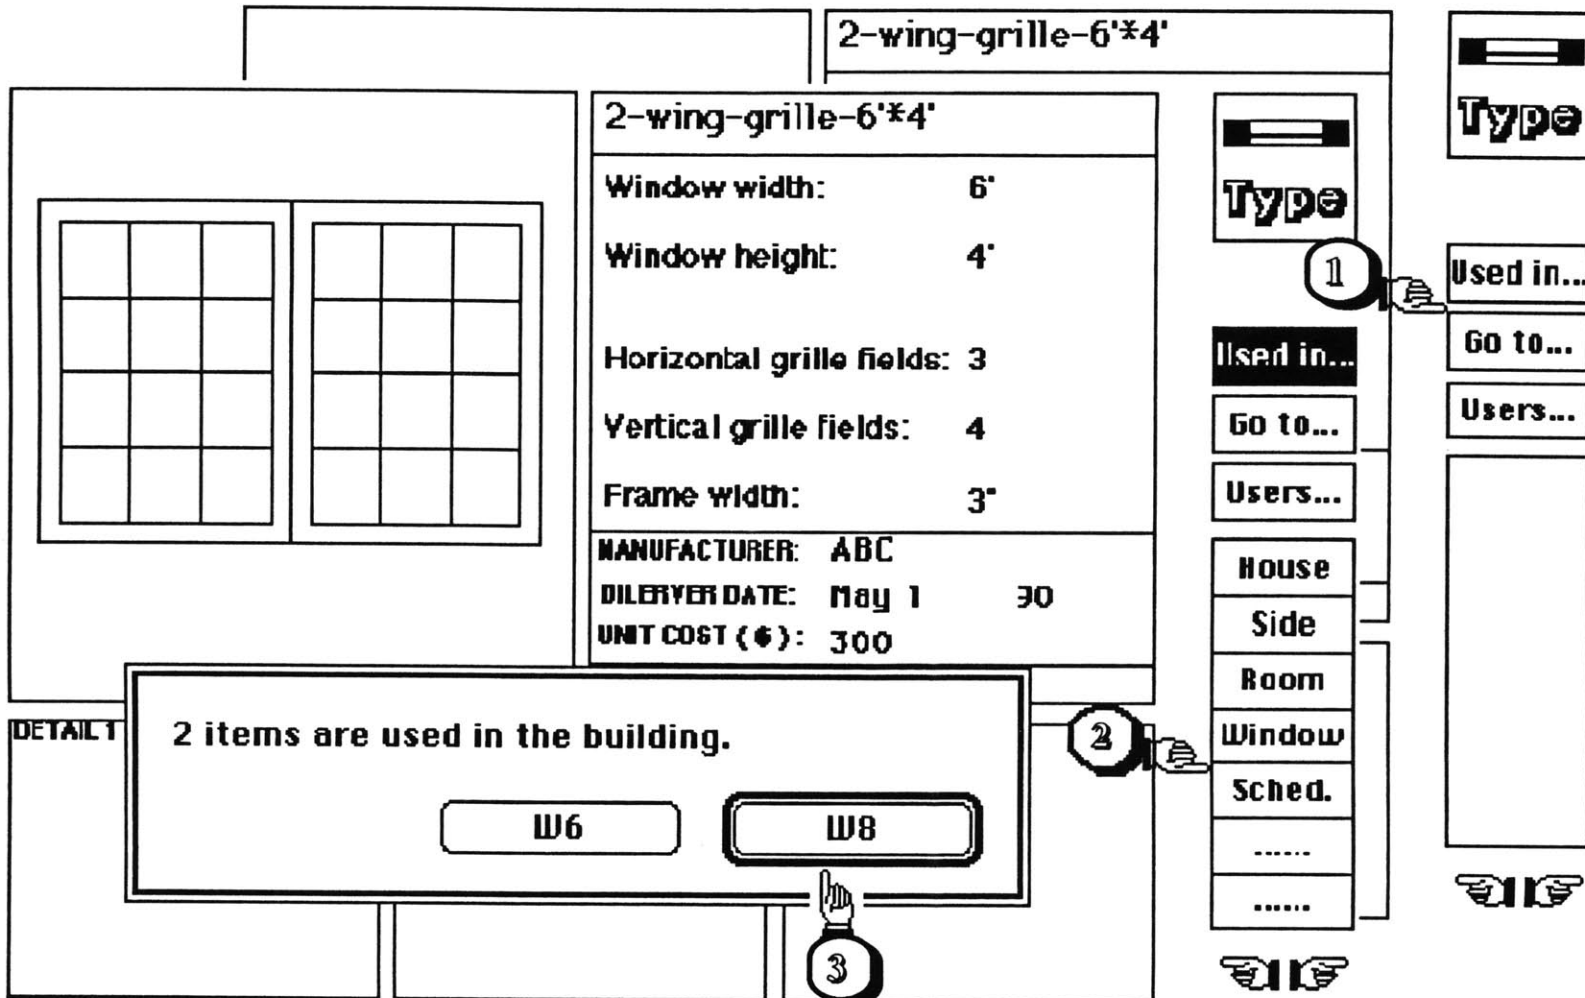 2-wing-grille-6'*4'
Type
2-wing-grille-6'*4'
Window width: 6'
Window height: 4'
Horizontal grille fields: 3
Vertical grille fields: 4
Frame width: 3"
MANUFACTURER: ABC
DILERVER DATE: May 1 90
UNIT COST ($): 300
Type
1
Used in...
Go to...
Users...
Used in...
Go to...
Users...
House
Side
Room
Window
Sched.
......
......
DETAIL 1
2 items are used in the building.
W6
W8
2
3